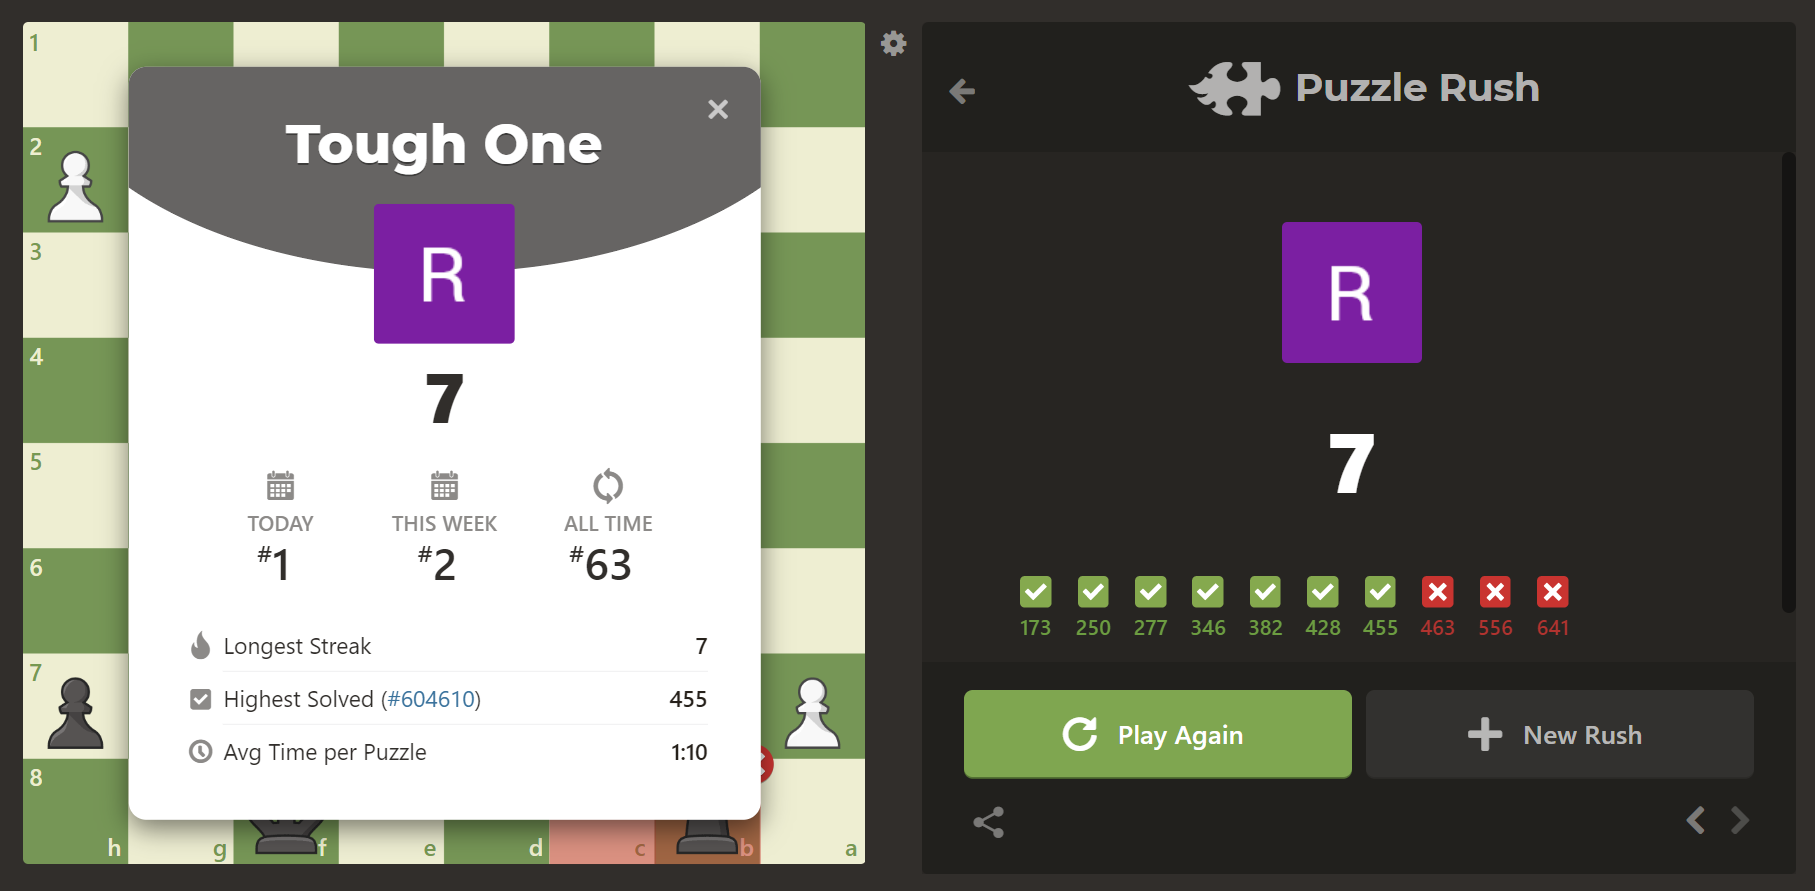 1
2
3
4
5
6
7
8
h g f e d c b a
Tough One
R
7
TODAY
#1
THIS WEEK
#2
ALL TIME
#63
Longest Streak 7
Highest Solved (#604610) 455
Avg Time per Puzzle 1:10
Puzzle Rush
R
7
173 250 277 346 382 428 455 463 556 641
Play Again
New Rush